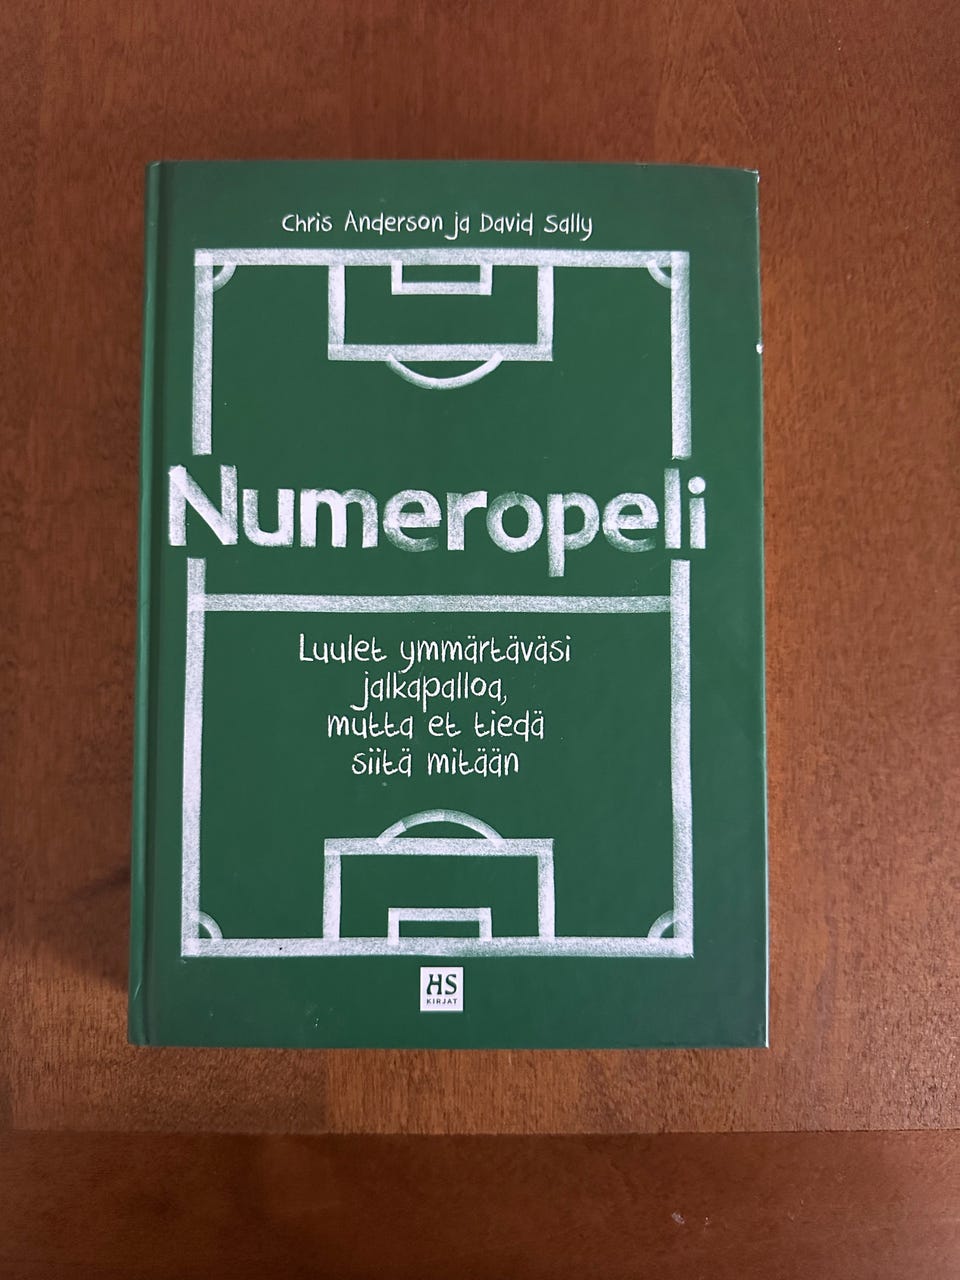 Chris Anderson ja David Sally
Numeropeli
Luulet ymmärtäväsi
jalkapalloa,
mutta et tiedä
siitä mitään
HS
KIRJAT